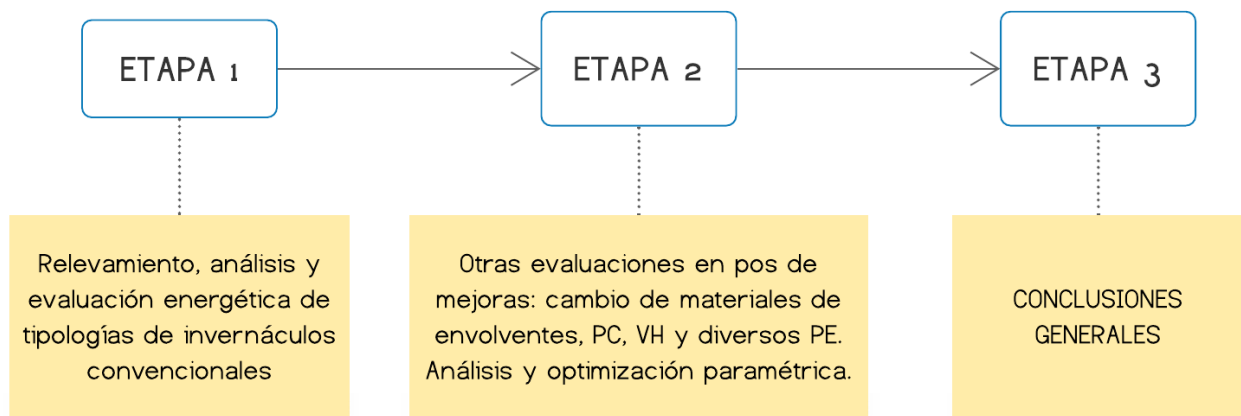 ETAPA 1
ETAPA 2
ETAPA 3
Relevamiento, análisis y
evaluación energética de
tipologías de invernáculos
convencionales
Otras evaluaciones en pos de
mejoras: cambio de materiales de
envolventes, PC, VH y diversos PE.
Análisis y optimización paramétrica.
CONCLUSIONES
GENERALES